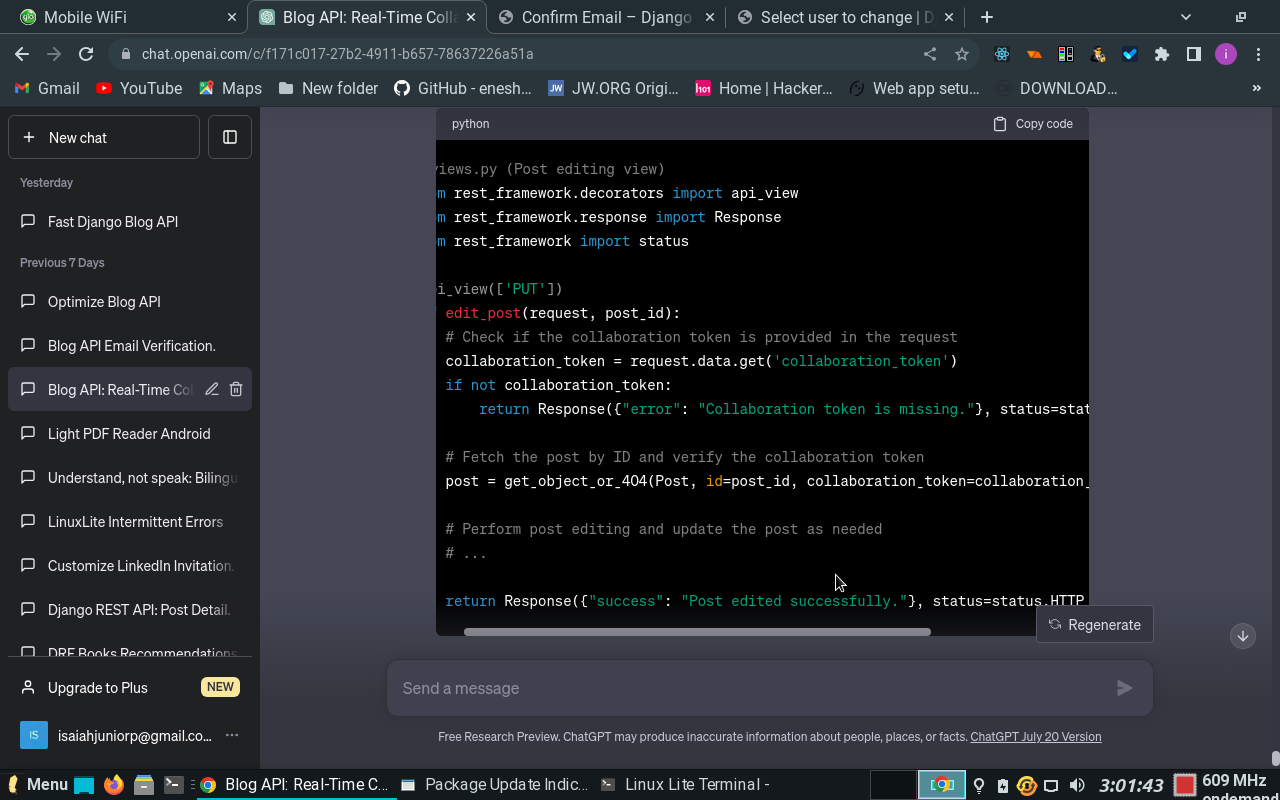 Mobile WiFi
Blog API: Real-Time Colla
Confirm Email – Django
Select user to change | D
chat.openai.com/c/f171c017-27b2-4911-b657-78637226a51a
i
Gmail
YouTube
Maps
New folder
GitHub - enesh...
JW.ORG Origi...
Home | Hacker...
Web app setu...
DOWNLOAD...
»
New chat
Yesterday
Fast Django Blog API
Previous 7 Days
Optimize Blog API
Blog API Email Verification.
Blog API: Real-Time Col
Light PDF Reader Android
Understand, not speak: Bilingu
LinuxLite Intermittent Errors
Customize LinkedIn Invitation.
Django REST API: Post Detail.
DRF Books Recommendations
Upgrade to Plus
NEW
IS
isaiahjuniorp@gmail.co...
python
Copy code
views.py (Post editing view)
m rest_framework.decorators import api_view
m rest_framework.response import Response
m rest_framework import status
i_view(['PUT'])
edit_post(request, post_id):
# Check if the collaboration token is provided in the request
collaboration_token = request.data.get('collaboration_token')
if not collaboration_token:
return Response({"error": "Collaboration token is missing."}, status=stat
# Fetch the post by ID and verify the collaboration token
post = get_object_or_404(Post, id=post_id, collaboration_token=collaboration_
# Perform post editing and update the post as needed
# ...
return Response({"success": "Post edited successfully."}, status=status.HTTP
Regenerate
Send a message
Free Research Preview. ChatGPT may produce inaccurate information about people, places, or facts. ChatGPT July 20 Version
Menu
Blog API: Real-Time C...
Package Update Indic...
Linux Lite Terminal -
3:01:43
609 MHz
ondemand